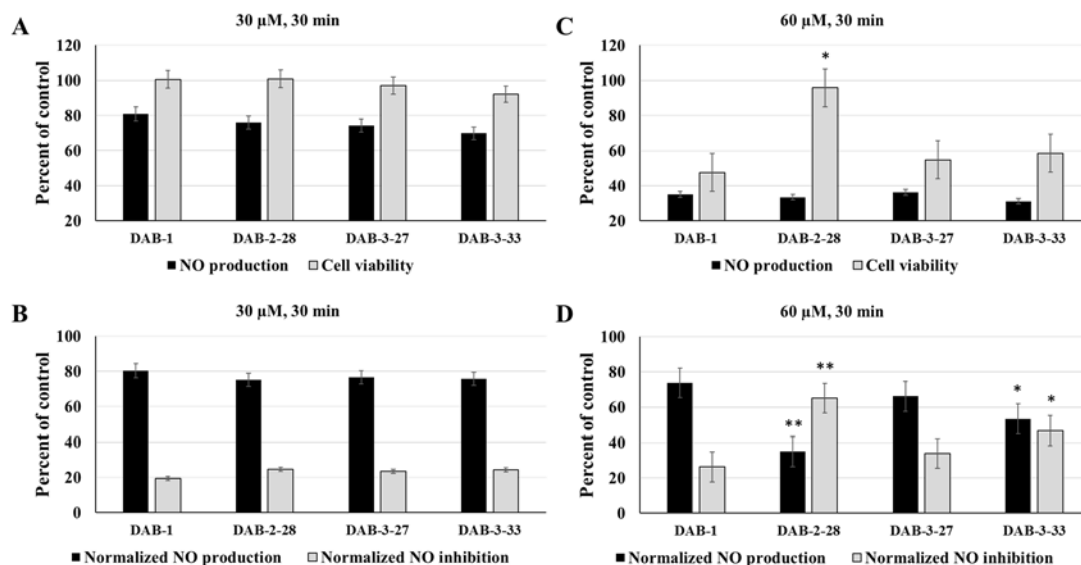 A
30 µM, 30 min
Percent of control
120
100
80
60
40
20
DAB-1 DAB-2-28 DAB-3-27 DAB-3-33
NO production Cell viability
B
30 µM, 30 min
Percent of control
100
80
60
40
20
0
DAB-1 DAB-2-28 DAB-3-27 DAB-3-33
Normalized NO production Normalized NO inhibition
C
60 µM, 30 min
Percent of control
120
100
80
60
40
20
*
DAB-1 DAB-2-28 DAB-3-27 DAB-3-33
NO production Cell viability
D
60 µM, 30 min
Percent of control
100
80
60
40
20
0
** ** * *
DAB-1 DAB-2-28 DAB-3-27 DAB-3-33
Normalized NO production Normalized NO inhibition